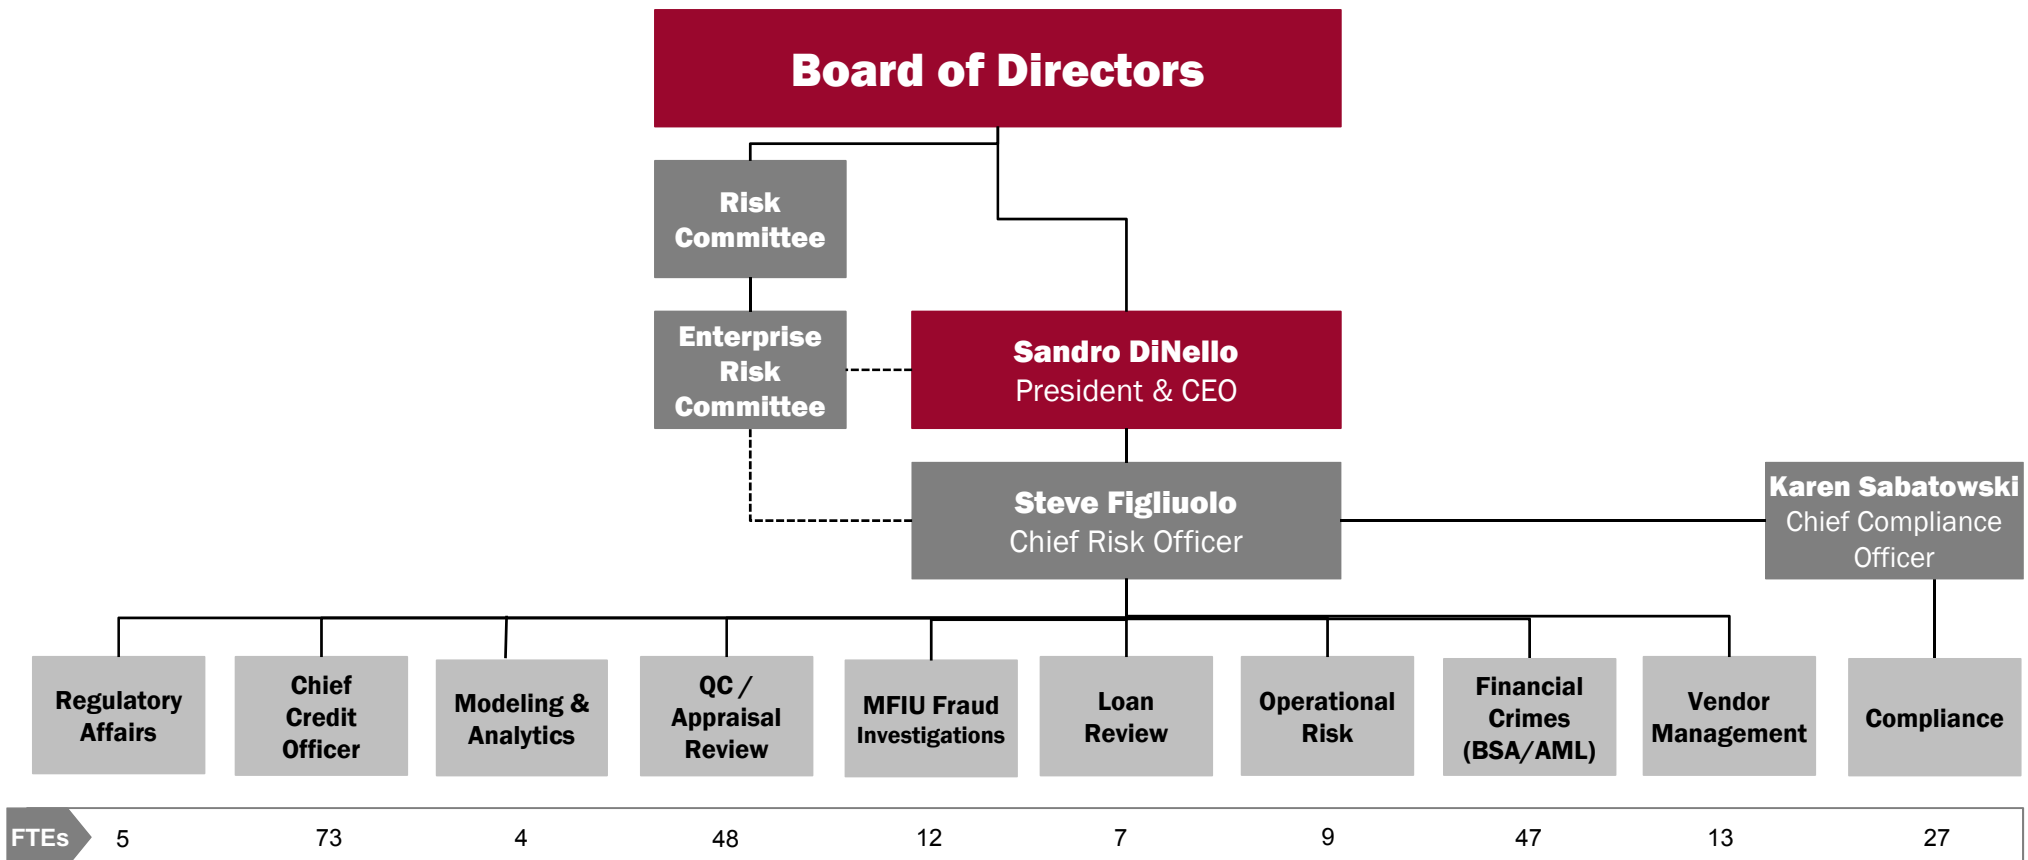 Board of Directors
Risk
Committee
Enterprise
Risk
Committee
Sandro DiNello
President & CEO
Steve Figliuolo
Chief Risk Officer
Karen Sabatowski
Chief Compliance
Officer
Regulatory
Affairs
Chief
Credit
Officer
Modeling &
Analytics
QC /
Appraisal
Review
MFIU Fraud
Investigations
Loan
Review
Operational
Risk
Financial
Crimes
(BSA/AML)
Vendor
Management
Compliance
FTEs 5 73 4 48 12 7 9 47 13 27